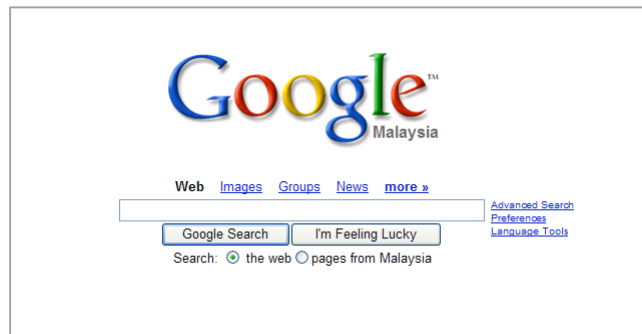 Google™
Malaysia
Web Images Groups News more »
Advanced Search
Preferences
Language Tools
Google Search I'm Feeling Lucky
Search: the web pages from Malaysia